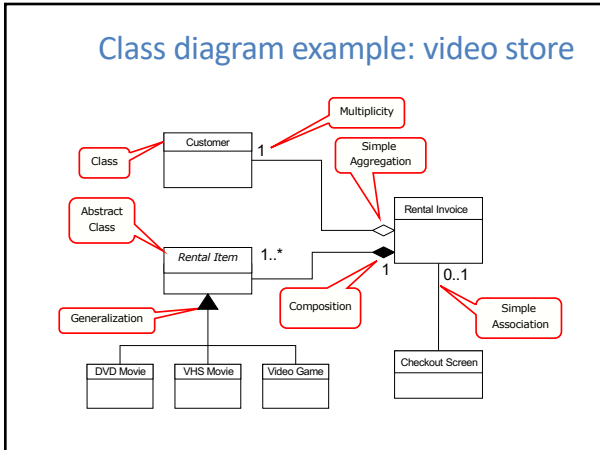 Class diagram example: video store
Multiplicity
Customer
1
Simple
Aggregation
Class
Abstract
Class
Rental Invoice
Rental Item
1..*
1
0..1
Composition
Generalization
Simple
Association
DVD Movie
VHS Movie
Video Game
Checkout Screen